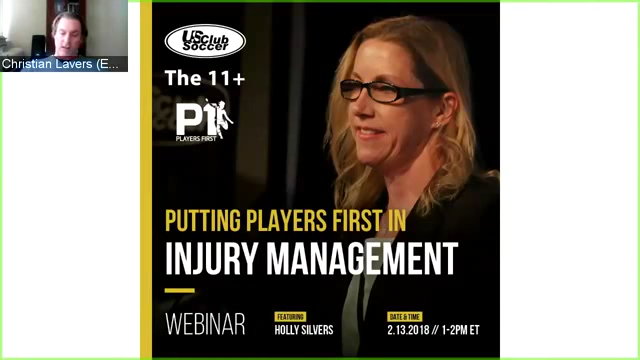 Christian Lavers (E...
US Club
Soccer
The 11+
P1
PLAYERS FIRST
PUTTING PLAYERS FIRST IN
INJURY MANAGEMENT
WEBINAR
FEATURING
HOLLY SILVERS
DATE & TIME
2.13.2018 // 1-2PM ET